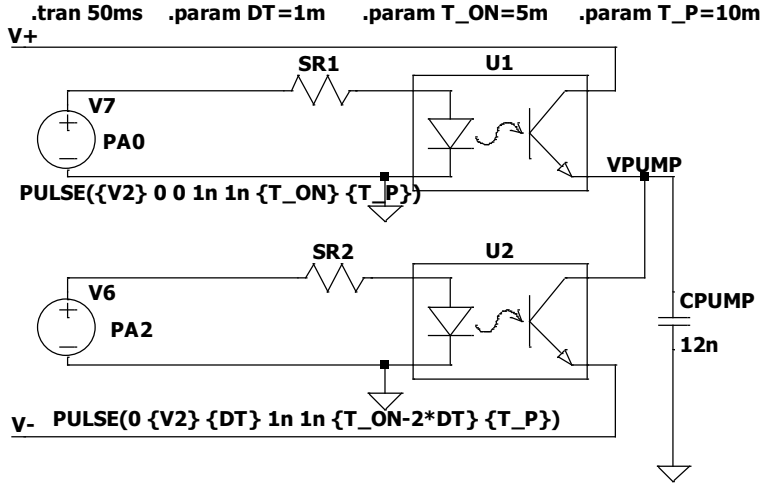 .tran 50ms .param DT=1m .param T_ON=5m .param T_P=10m
V+
SR1
U1
V7
PA0
VPUMP
PULSE({V2} 0 0 1n 1n {T_ON} {T_P})
SR2
U2
V6
CPUMP
PA2
12n
V- PULSE(0 {V2} {DT} 1n 1n {T_ON-2*DT} {T_P})